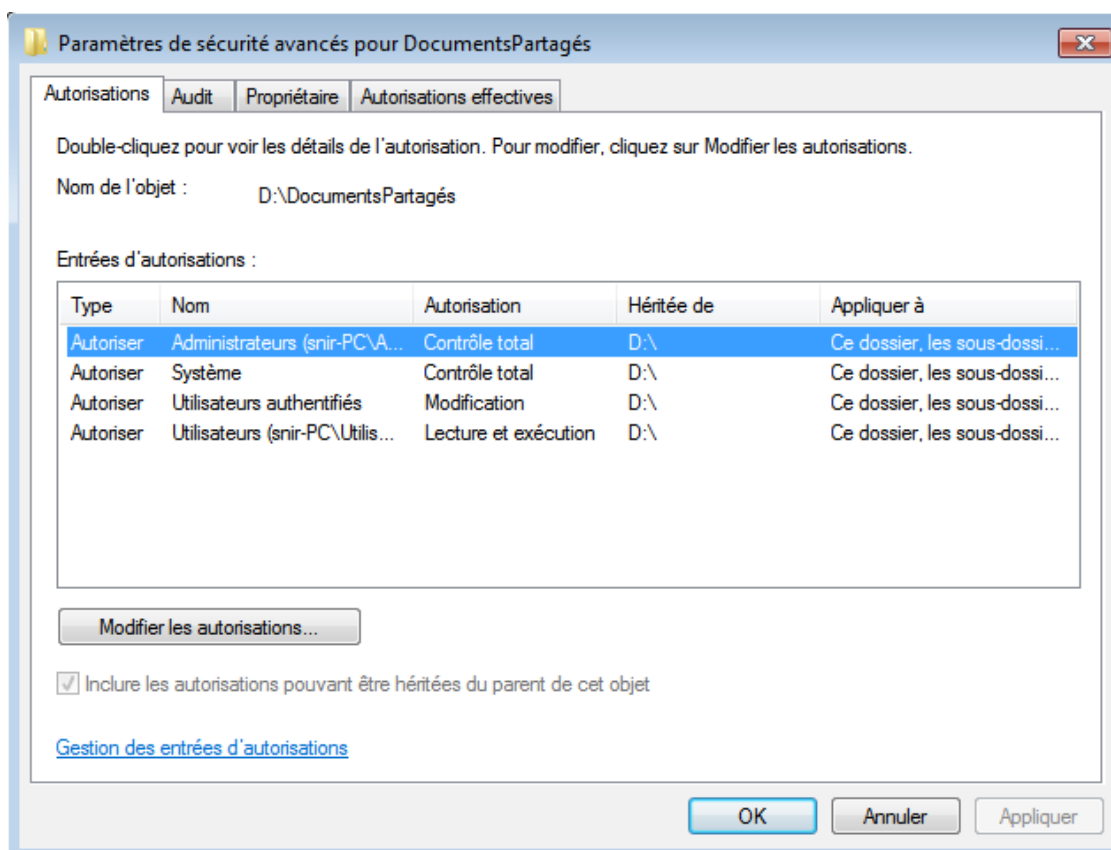 Paramètres de sécurité avancés pour DocumentsPartagés
Autorisations Audit Propriétaire Autorisations effectives
Double-cliquez pour voir les détails de l'autorisation. Pour modifier, cliquez sur Modifier les autorisations.
Nom de l'objet : D:\DocumentsPartagés
Entrées d'autorisations :
Type Nom Autorisation Héritée de Appliquer à
Autoriser Administrateurs (snir-PC\A... Contrôle total D:\ Ce dossier, les sous-dossi...
Autoriser Système Contrôle total D:\ Ce dossier, les sous-dossi...
Autoriser Utilisateurs authentifiés Modification D:\ Ce dossier, les sous-dossi...
Autoriser Utilisateurs (snir-PC\Utilis... Lecture et exécution D:\ Ce dossier, les sous-dossi...
Modifier les autorisations...
Inclure les autorisations pouvant être héritées du parent de cet objet
Gestion des entrées d'autorisations
OK Annuler Appliquer